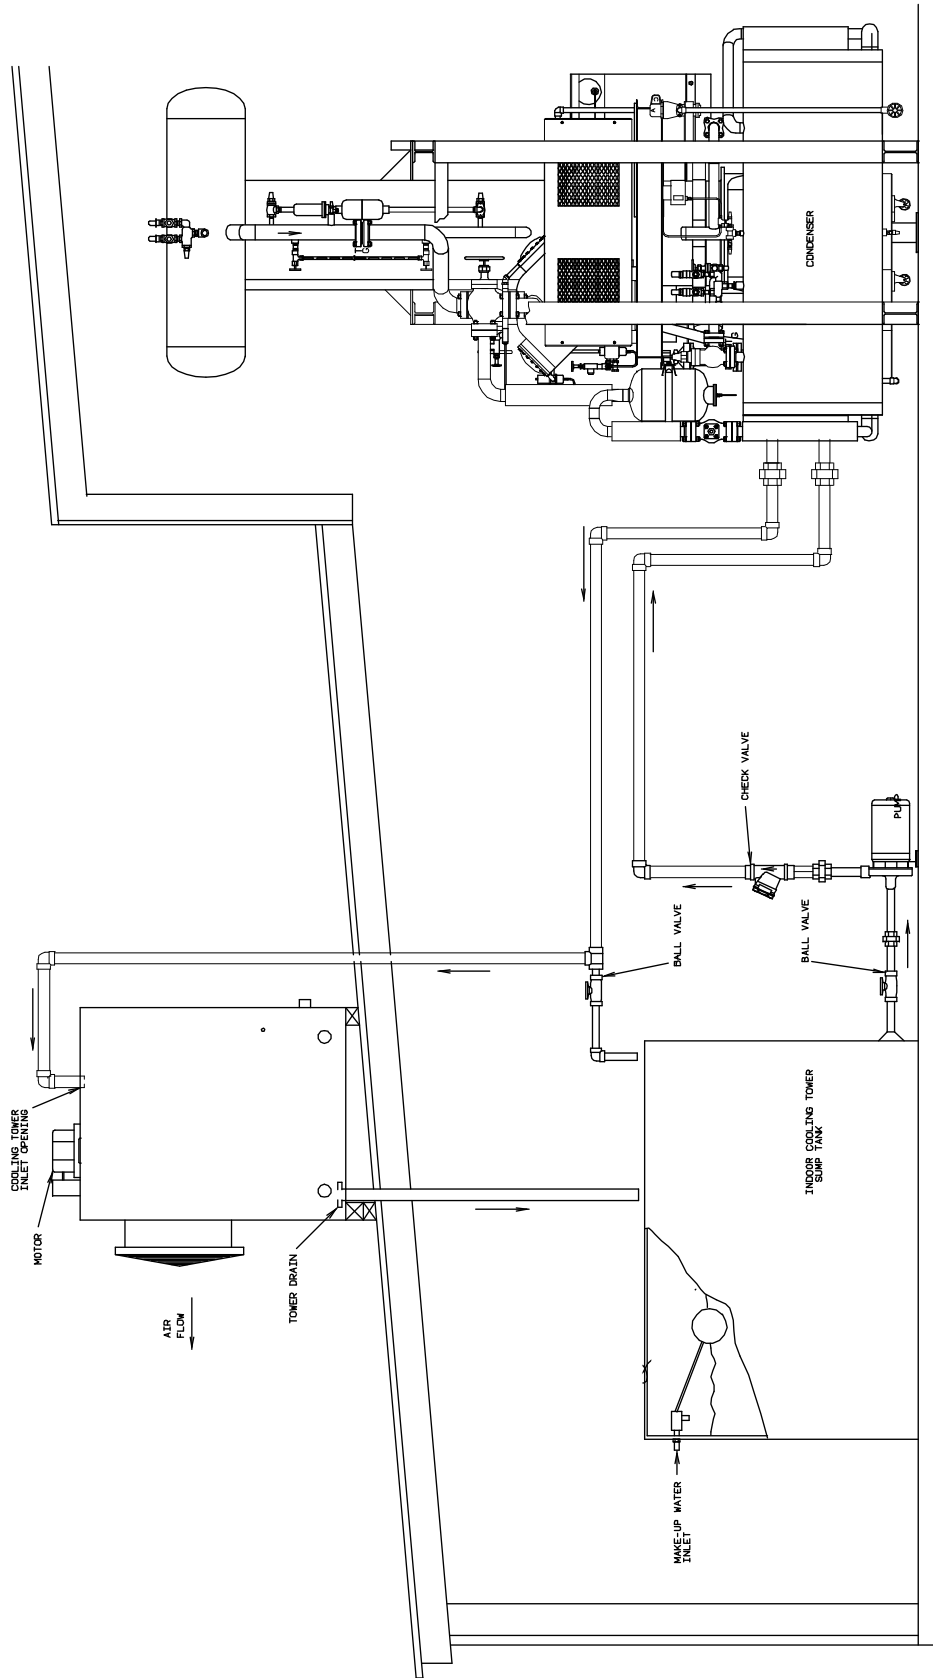 COOLING TOWER
INLET OPENING
MOTOR
AIR
FLOW
TOWER DRAIN
MAKE-UP WATER
INLET
INDOOR COOLING TOWER
SUMP TANK
BALL VALVE
BALL VALVE
CHECK VALVE
PUMP
CONDENSER